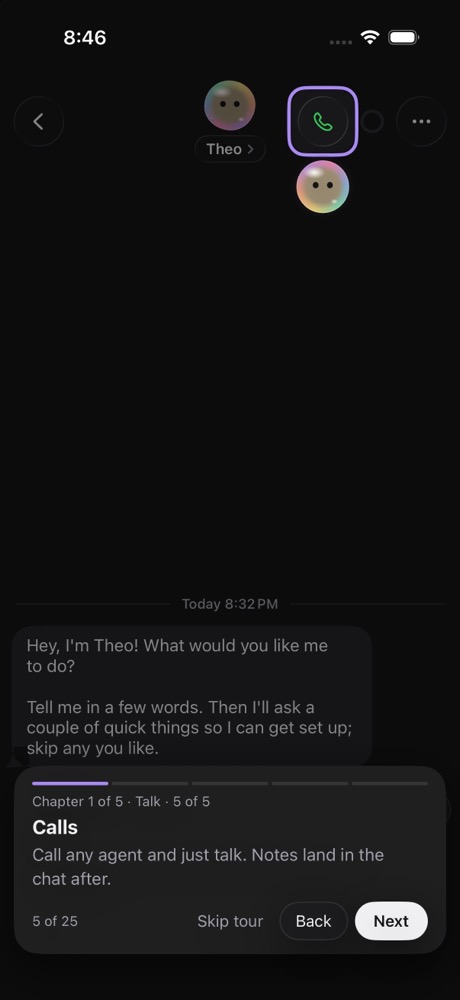 8:46
Theo
Today 8:32 PM
Hey, I'm Theo! What would you like me
to do?
Tell me in a few words. Then I'll ask a
couple of quick things so I can get set up;
skip any you like.
Chapter 1 of 5 · Talk · 5 of 5
Calls
Call any agent and just talk. Notes land in the
chat after.
5 of 25
Skip tour
Back
Next